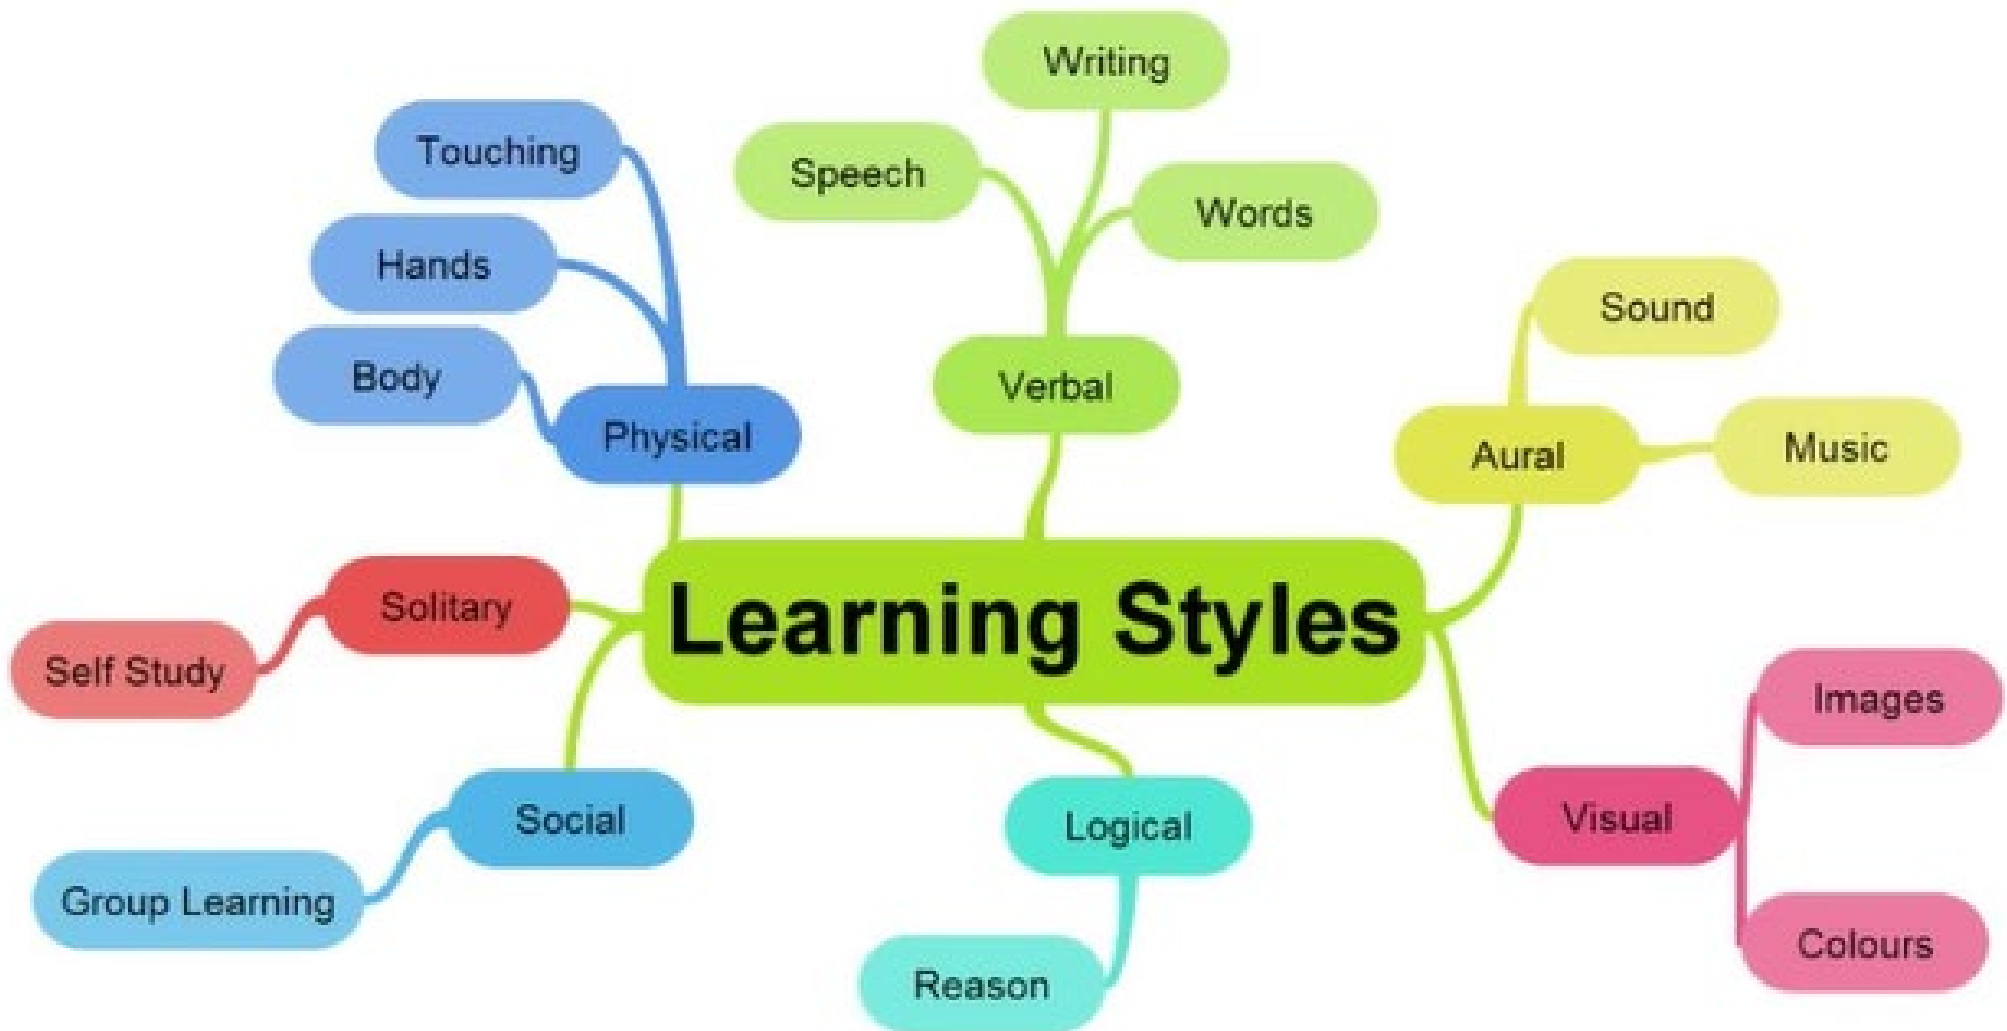 Writing
Touching
Speech
Words
Hands
Sound
Body
Verbal
Physical
Aural
Music
Solitary
Learning Styles
Self Study
Images
Social
Logical
Visual
Group Learning
Reason
Colours